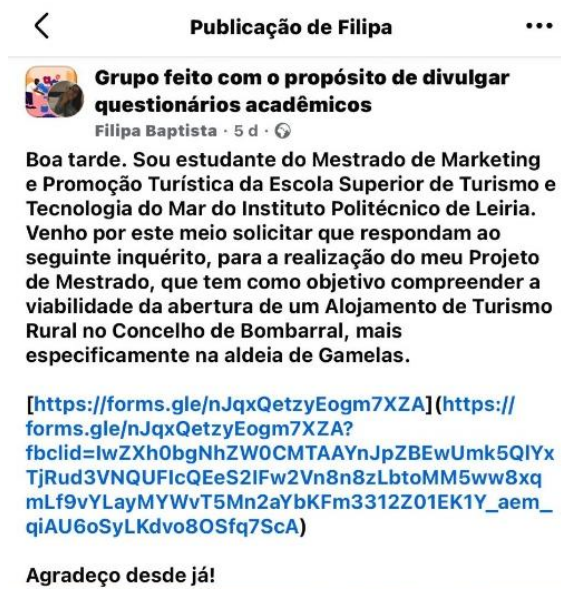 Publicação de Filipa
Grupo feito com o propósito de divulgar
questionários acadêmicos
Filipa Baptista · 5 d ·
Boa tarde. Sou estudante do Mestrado de Marketing
e Promoção Turística da Escola Superior de Turismo e
Tecnologia do Mar do Instituto Politécnico de Leiria.
Venho por este meio solicitar que respondam ao
seguinte inquérito, para a realização do meu Projeto
de Mestrado, que tem como objetivo compreender a
viabilidade da abertura de um Alojamento de Turismo
Rural no Concelho de Bombarral, mais
especificamente na aldeia de Gamelas.
[https://forms.gle/nJqxQetzyEogm7XZA](https://
forms.gle/nJqxQetzyEogm7XZA?
fbclid=IwZXh0bgNhZW0CMTAAYnJpZBEwUmk5QlYx
TjRud3VNQUFIcQEeS2IFw2Vn8n8zLbtoMM5ww8xq
mLf9vYLayMYWvT5Mn2aYbKFm3312Z01EK1Y_aem_
qiAU6oSyLKdvo8OSfq7ScA)
Agradeço desde já!